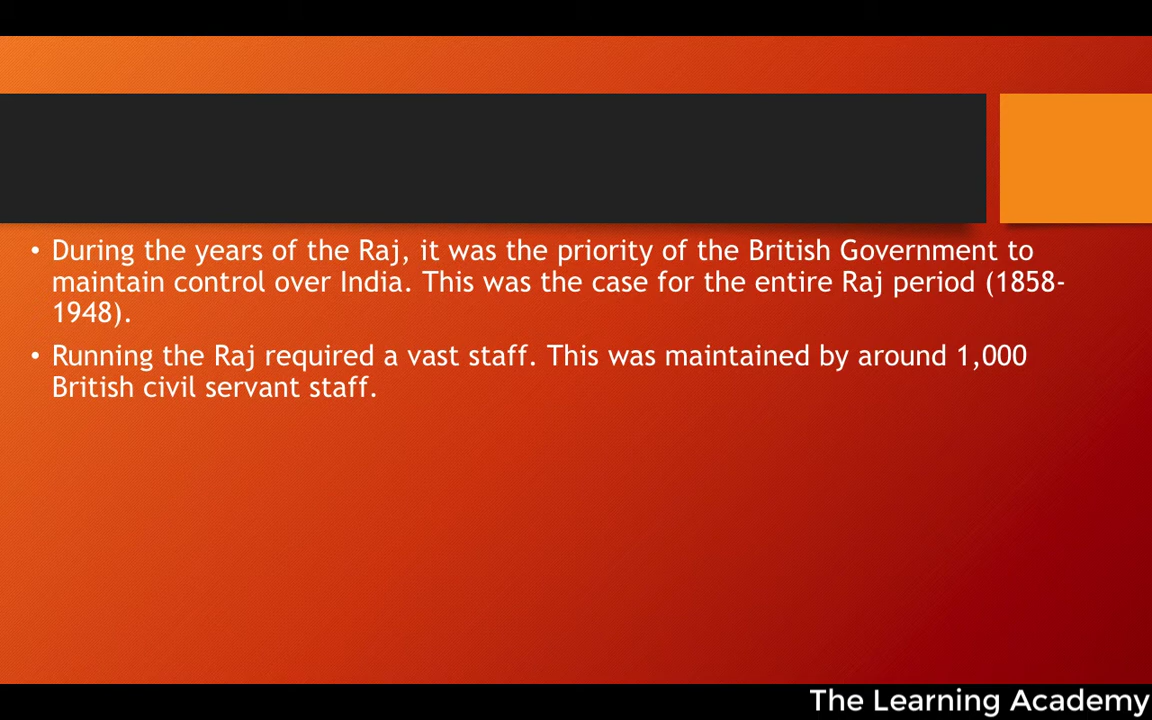 • During the years of the Raj, it was the priority of the British Government to
maintain control over India. This was the case for the entire Raj period (1858-
1948).
• Running the Raj required a vast staff. This was maintained by around 1,000
British civil servant staff.
The Learning Academy